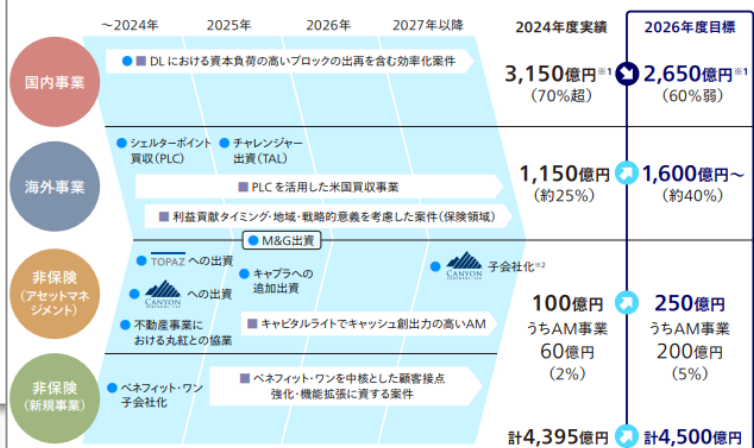 ～2024年
2025年
2026年
2027年以降
2024年度実績
2026年度目標
国内事業
DLにおける資本負荷の高いブロックの出再を含む効率化案件
3,150億円※1
（70%超）
2,650億円※1
（60%弱）
海外事業
シェルターポイント
買収（PLC）
チャレンジャー
出資（TAL）
PLCを活用した米国買収事業
利益貢献タイミング・地域・戦略的意義を考慮した案件（保険領域）
1,150億円
（約25%）
1,600億円～
（約40%）
M&G出資
非保険
（アセットマネ
ジメント）
TOPAZ への出資
CANYON への出資
不動産事業に
おける丸紅との協業
キャプラへの
追加出資
CANYON 子会社化※2
キャピタルライトでキャッシュ創出力の高いAM
100億円
うちAM事業
60億円
（2%）
250億円
うちAM事業
200億円
（5%）
非保険
（新規事業）
ベネフィット・ワン
子会社化
ベネフィット・ワンを中核とした顧客接点
強化・機能拡張に資する案件
計4,395億円
計4,500億円